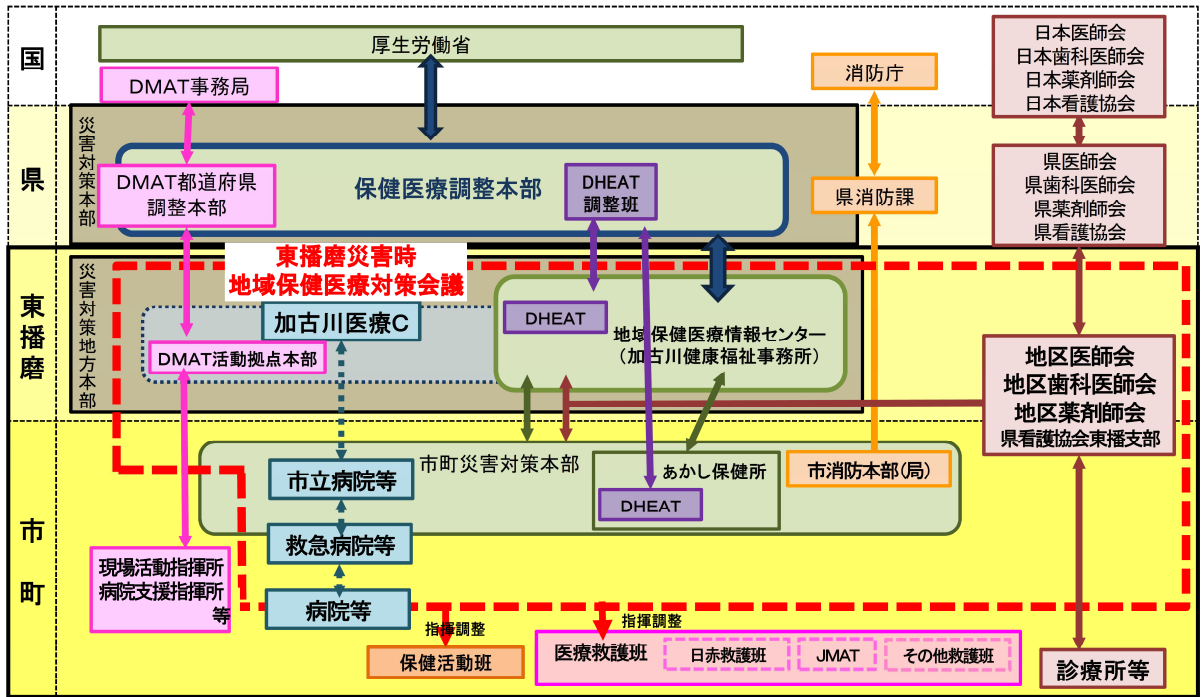 国
厚生労働省
DMAT事務局
消防庁
日本医師会
日本歯科医師会
日本薬剤師会
日本看護協会
県
災害対策本部
DMAT都道府県
調整本部
保健医療調整本部
DHEAT
調整班
県消防課
県医師会
県歯科医師会
県薬剤師会
県看護協会
東播磨
災害対策地方本部
東播磨災害時
地域保健医療対策会議
加古川医療C
DMAT活動拠点本部
DHEAT
地域保健医療情報センター
（加古川健康福祉事務所）
地区医師会
地区歯科医師会
地区薬剤師会
県看護協会東播支部
市町
市町災害対策本部
市立病院等
あかし保健所
DHEAT
市消防本部(局)
救急病院等
現場活動指揮所
病院支援指揮所
等
病院等
指揮調整
指揮調整
保健活動班
医療救護班
日赤救護班
JMAT
その他救護班
診療所等